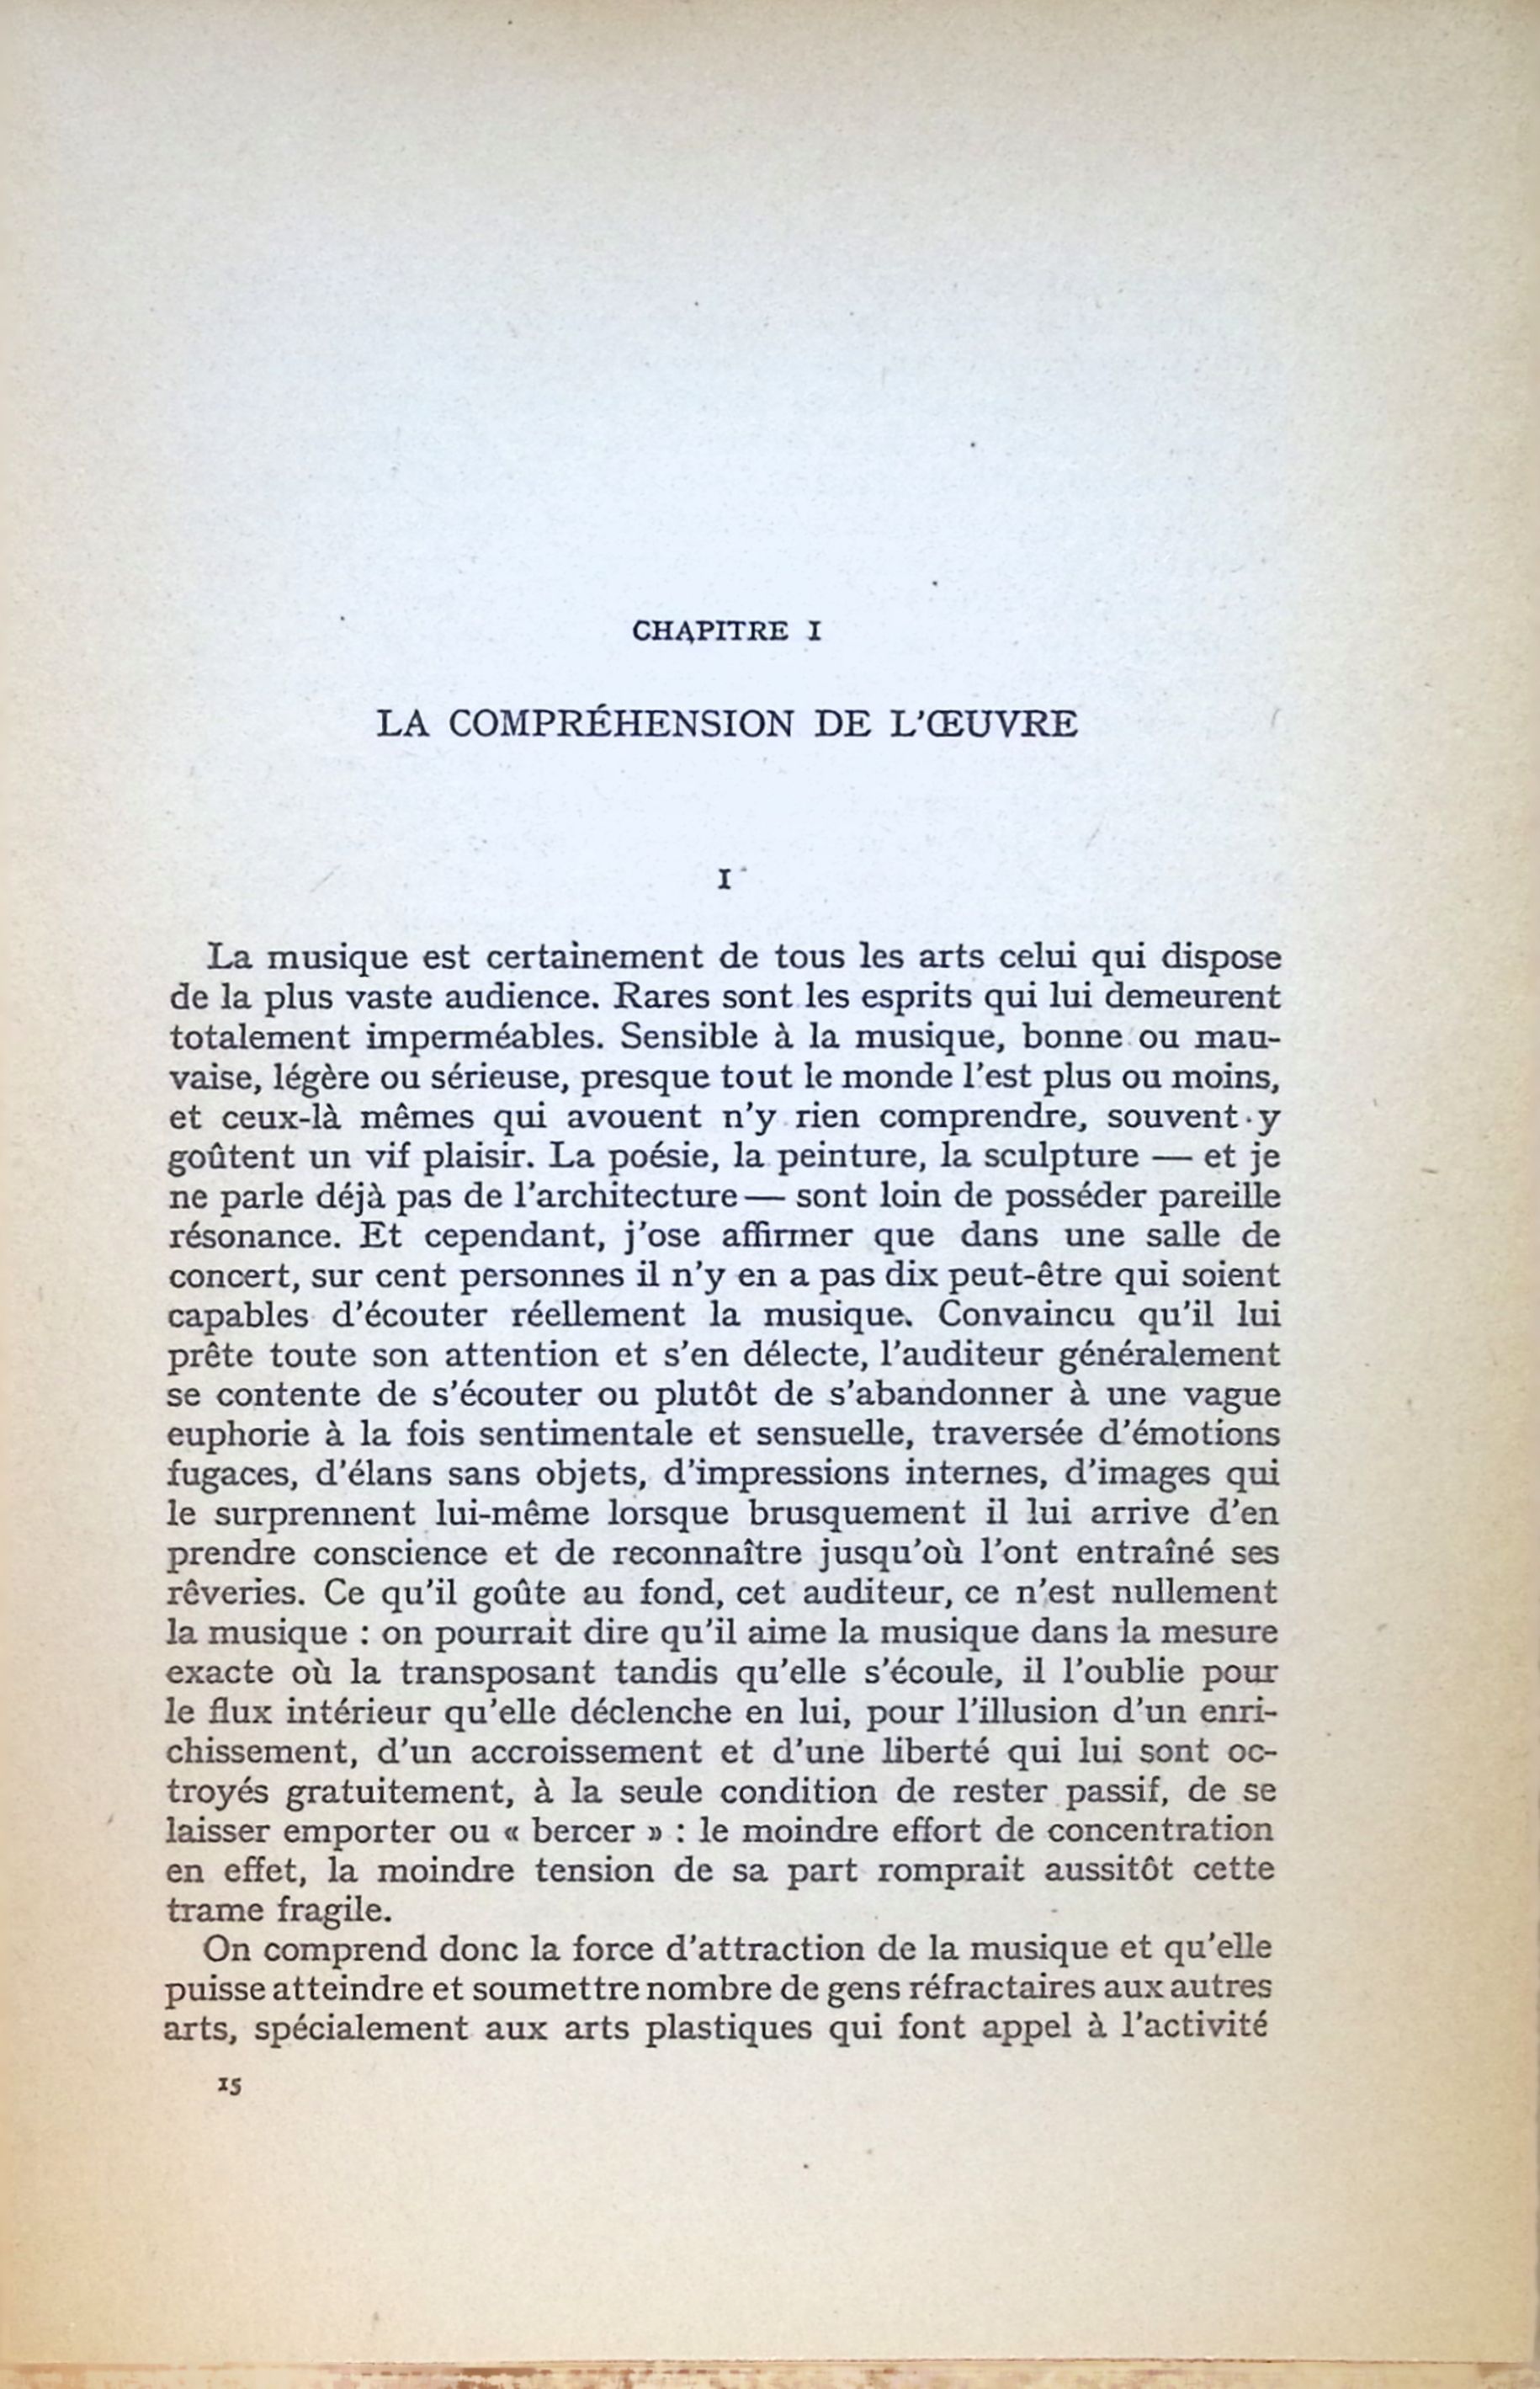 CHAPITRE I
LA COMPRÉHENSION DE L'ŒUVRE
I
La musique est certainement de tous les arts celui qui dispose
de la plus vaste audience. Rares sont les esprits qui lui demeurent
totalement imperméables. Sensible à la musique, bonne ou mau-
vaise, légère ou sérieuse, presque tout le monde l'est plus ou moins,
et ceux-là mêmes qui avouent n'y rien comprendre, souvent y
goûtent un vif plaisir. La poésie, la peinture, la sculpture — et je
ne parle déjà pas de l'architecture — sont loin de posséder pareille
résonance. Et cependant, j'ose affirmer que dans une salle de
concert, sur cent personnes il n'y en a pas dix peut-être qui soient
capables d'écouter réellement la musique. Convaincu qu'il lui
prête toute son attention et s'en délecte, l'auditeur généralement
se contente de s'écouter ou plutôt de s'abandonner à une vague
euphorie à la fois sentimentale et sensuelle, traversée d'émotions
fugaces, d'élans sans objets, d'impressions internes, d'images qui
le surprennent lui-même lorsque brusquement il lui arrive d'en
prendre conscience et de reconnaître jusqu'où l'ont entraîné ses
rêveries. Ce qu'il goûte au fond, cet auditeur, ce n'est nullement
la musique : on pourrait dire qu'il aime la musique dans la mesure
exacte où la transposant tandis qu'elle s'écoule, il l'oublie pour
le flux intérieur qu'elle déclenche en lui, pour l'illusion d'un enri-
chissement, d'un accroissement et d'une liberté qui lui sont oc-
troyés gratuitement, à la seule condition de rester passif, de se
laisser emporter ou « bercer » : le moindre effort de concentration
en effet, la moindre tension de sa part romprait aussitôt cette
trame fragile.
On comprend donc la force d'attraction de la musique et qu'elle
puisse atteindre et soumettre nombre de gens réfractaires aux autres
arts, spécialement aux arts plastiques qui font appel à l'activité
15